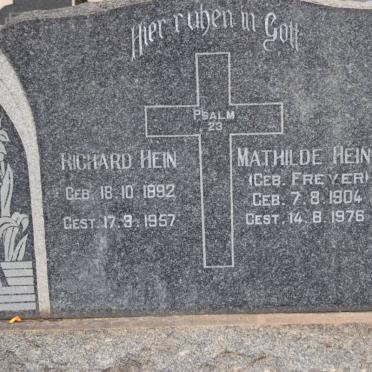 Hier ruhen in Gott
PSALM
23
RICHARD HEIN
GEB. 18.10.1892
GEST. 17.3.1957
MATHILDE HEIN
(GEB. FREYER)
GEB. 7.8.1904
GEST. 14.8.1976